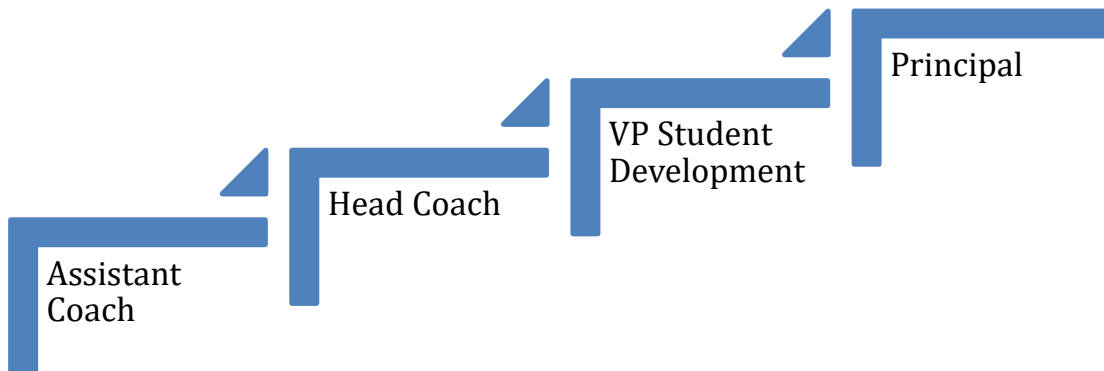 Principal
VP Student
Development
Head Coach
Assistant
Coach